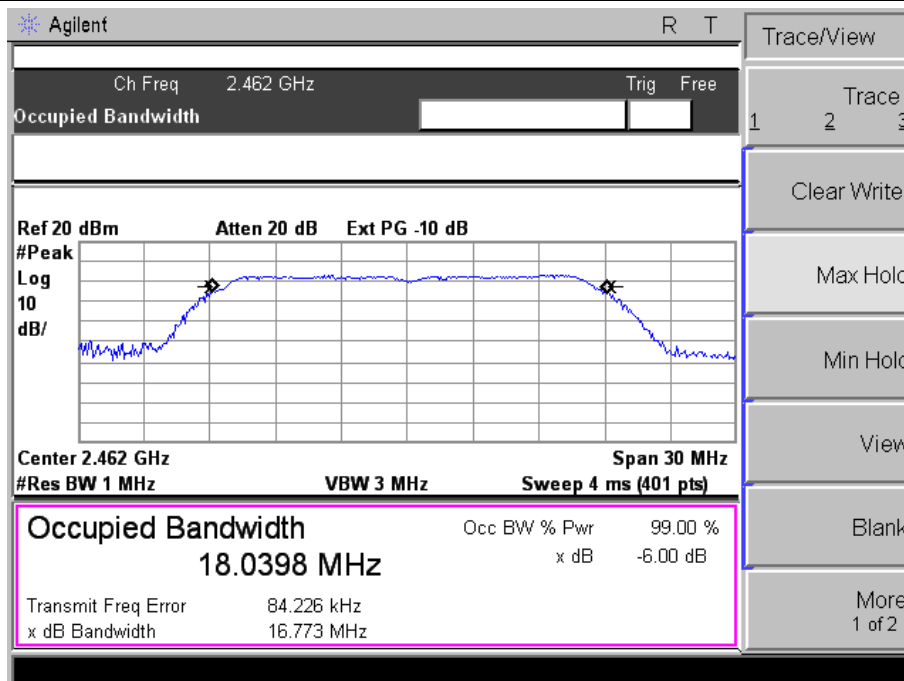 Agilent R T
Trace/View
Ch Freq 2.462 GHz Trig Free
Occupied Bandwidth
Trace
1 2 3
Clear Write
Max Hold
Min Hold
View
Blank
More
1 of 2
Ref 20 dBm Atten 20 dB Ext PG -10 dB
#Peak
Log
10
dB/
Center 2.462 GHz Span 30 MHz
#Res BW 1 MHz VBW 3 MHz Sweep 4 ms (401 pts)
Occupied Bandwidth
18.0398 MHz
Occ BW % Pwr 99.00 %
x dB -6.00 dB
Transmit Freq Error 84.226 kHz
x dB Bandwidth 16.773 MHz